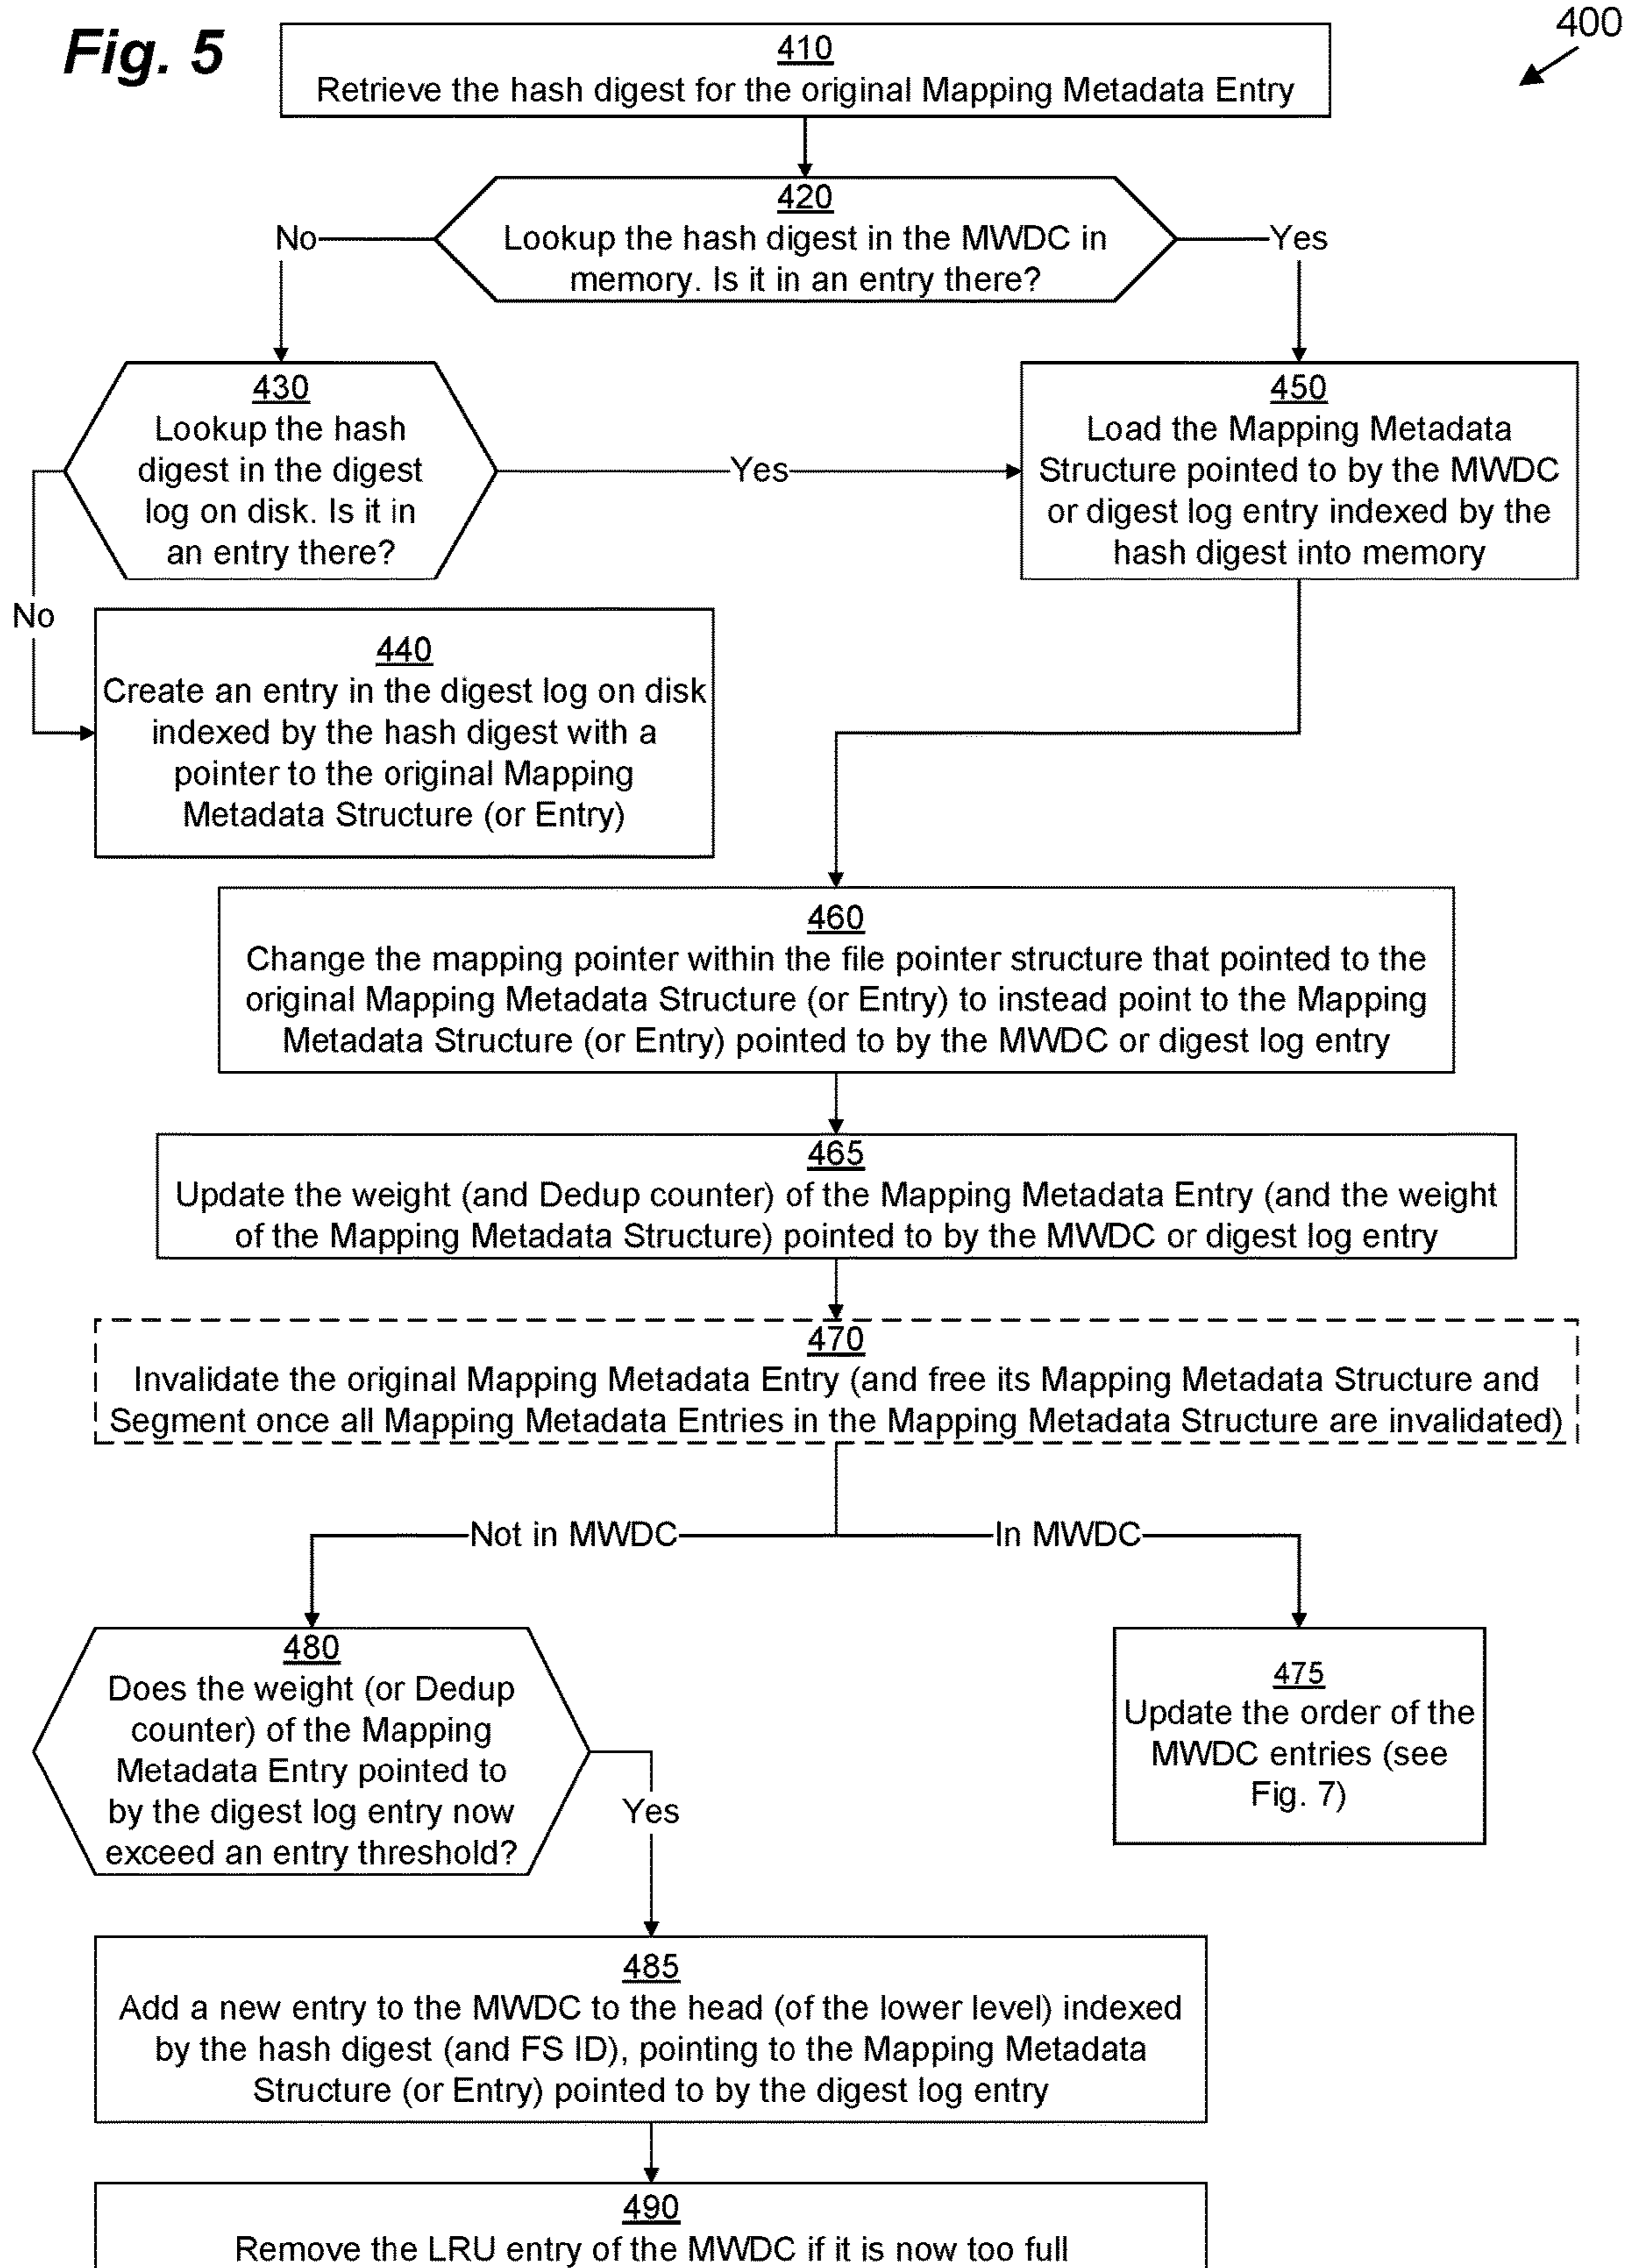 Fig. 5
400
410
Retrieve the hash digest for the original Mapping Metadata Entry
420
Lookup the hash digest in the MWDC in
memory. Is it in an entry there?
No
Yes
430
Lookup the hash
digest in the digest
log on disk. Is it in
an entry there?
Yes
450
Load the Mapping Metadata
Structure pointed to by the MWDC
or digest log entry indexed by the
hash digest into memory
No
440
Create an entry in the digest log on disk
indexed by the hash digest with a
pointer to the original Mapping
Metadata Structure (or Entry)
460
Change the mapping pointer within the file pointer structure that pointed to the
original Mapping Metadata Structure (or Entry) to instead point to the Mapping
Metadata Structure (or Entry) pointed to by the MWDC or digest log entry
465
Update the weight (and Dedup counter) of the Mapping Metadata Entry (and the weight
of the Mapping Metadata Structure) pointed to by the MWDC or digest log entry
470
Invalidate the original Mapping Metadata Entry (and free its Mapping Metadata Structure and
Segment once all Mapping Metadata Entries in the Mapping Metadata Structure are invalidated)
Not in MWDC
In MWDC
480
Does the weight (or Dedup
counter) of the Mapping
Metadata Entry pointed to
by the digest log entry now
exceed an entry threshold?
Yes
475
Update the order of the
MWDC entries (see
Fig. 7)
485
Add a new entry to the MWDC to the head (of the lower level) indexed
by the hash digest (and FS ID), pointing to the Mapping Metadata
Structure (or Entry) pointed to by the digest log entry
490
Remove the LRU entry of the MWDC if it is now too full